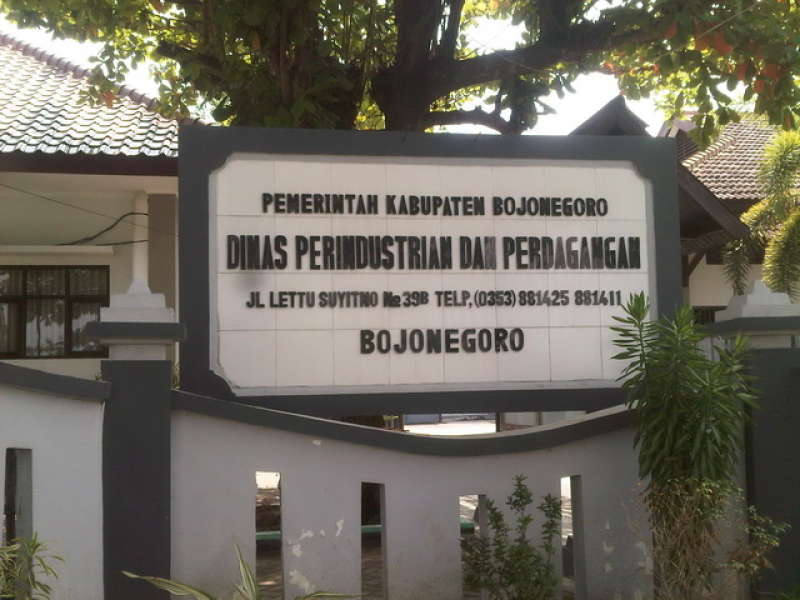 PEMERINTAH KABUPATEN BOJONEGORO
DINAS PERINDUSTRIAN DAN PERDAGANGAN
JL LETTU SUYITNO No 39B TELP,(0353) 881425 881411
BOJONEGORO